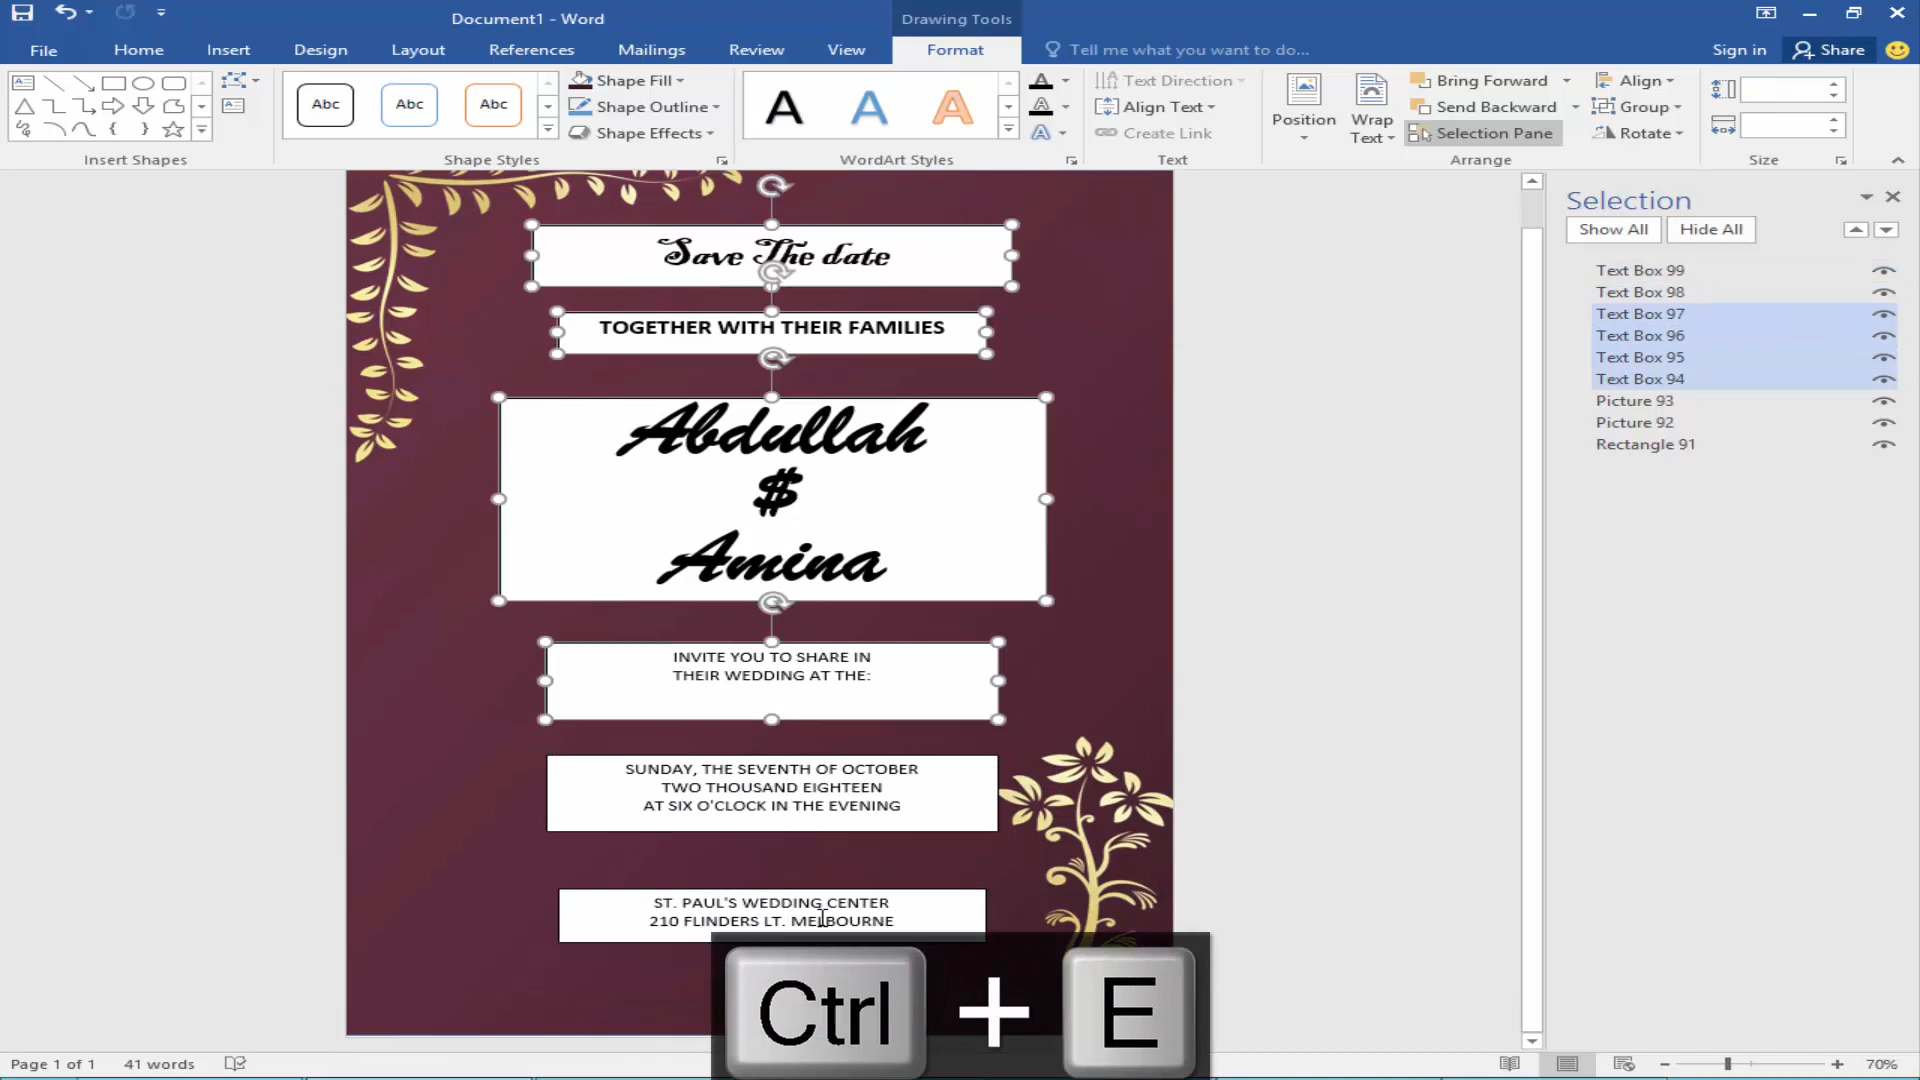 Document1 - Word
Drawing Tools
File
Home
Insert
Design
Layout
References
Mailings
Review
View
Format
Tell me what you want to do...
Sign in
Share
Abc
Abc
Abc
Shape Fill
Shape Outline
Shape Effects
A
A
A
A
A
A
Text Direction
Align Text
Create Link
Position
Wrap
Text
Bring Forward
Send Backward
Selection Pane
Align
Group
Rotate
Insert Shapes
Shape Styles
WordArt Styles
Text
Arrange
Size
Save The date
TOGETHER WITH THEIR FAMILIES
Abdullah
$
Amina
INVITE YOU TO SHARE IN
THEIR WEDDING AT THE:
SUNDAY, THE SEVENTH OF OCTOBER
TWO THOUSAND EIGHTEEN
AT SIX O'CLOCK IN THE EVENING
ST. PAUL'S WEDDING CENTER
210 FLINDERS LT. MELBOURNE
Selection
Show All
Hide All
Text Box 99
Text Box 98
Text Box 97
Text Box 96
Text Box 95
Text Box 94
Picture 93
Picture 92
Rectangle 91
Ctrl + E
Page 1 of 1
41 words
70%